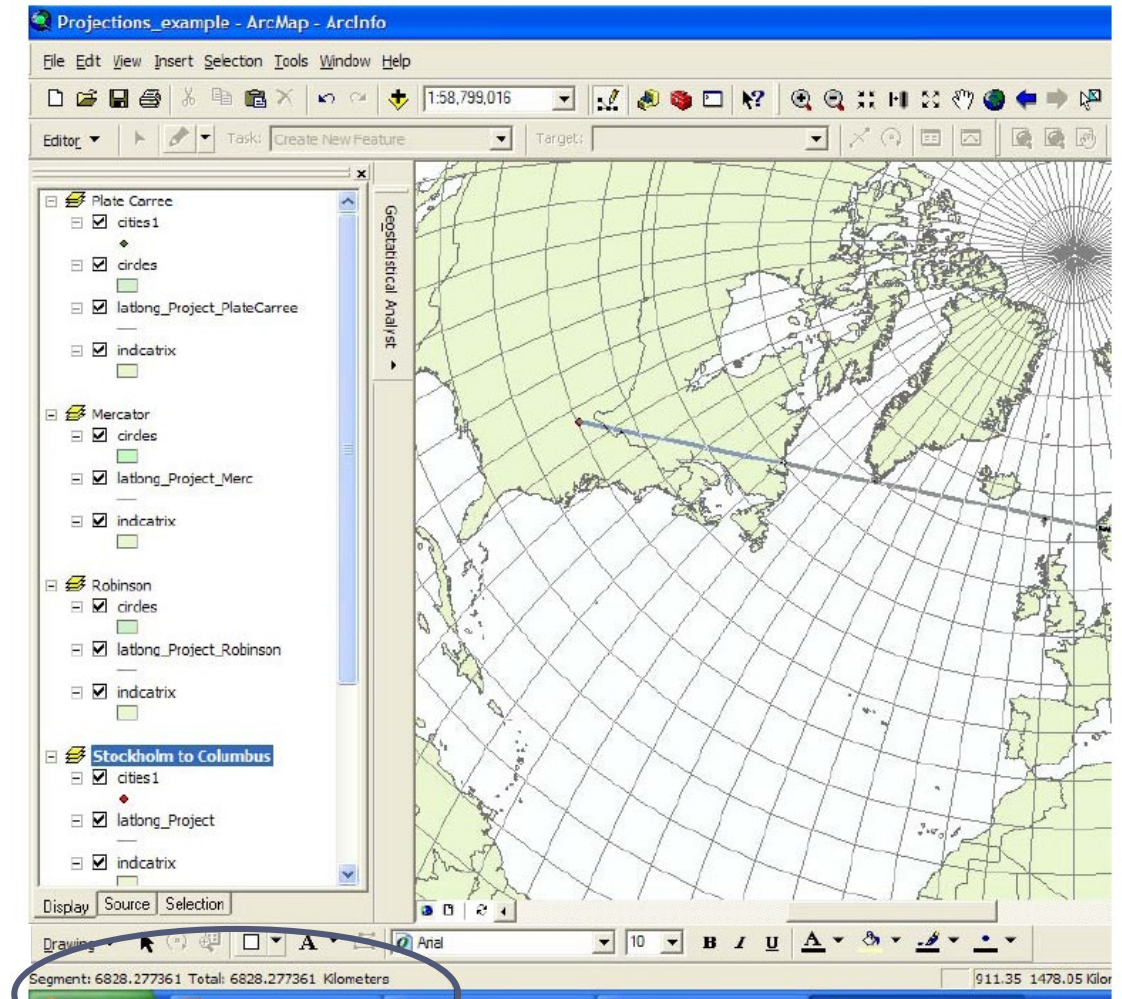 Projections_example - ArcMap - ArcInfo
File Edit View Insert Selection Tools Window Help
1:58,799,016
Editor Task: Create New Feature Target:
Plate Carree
cities1
circles
latlong_Project_PlateCarree
indicatrix
Mercator
circles
latlong_Project_Merc
indicatrix
Robinson
circles
latlong_Project_Robinson
indicatrix
Stockholm to Columbus
cities1
latlong_Project
indicatrix
Display Source Selection
Geostatistical Analyst
Drawing A Arial 10 B I U A
Segment: 6828.277361 Total: 6828.277361 Kilometers
911.35 1478.05 Kilor